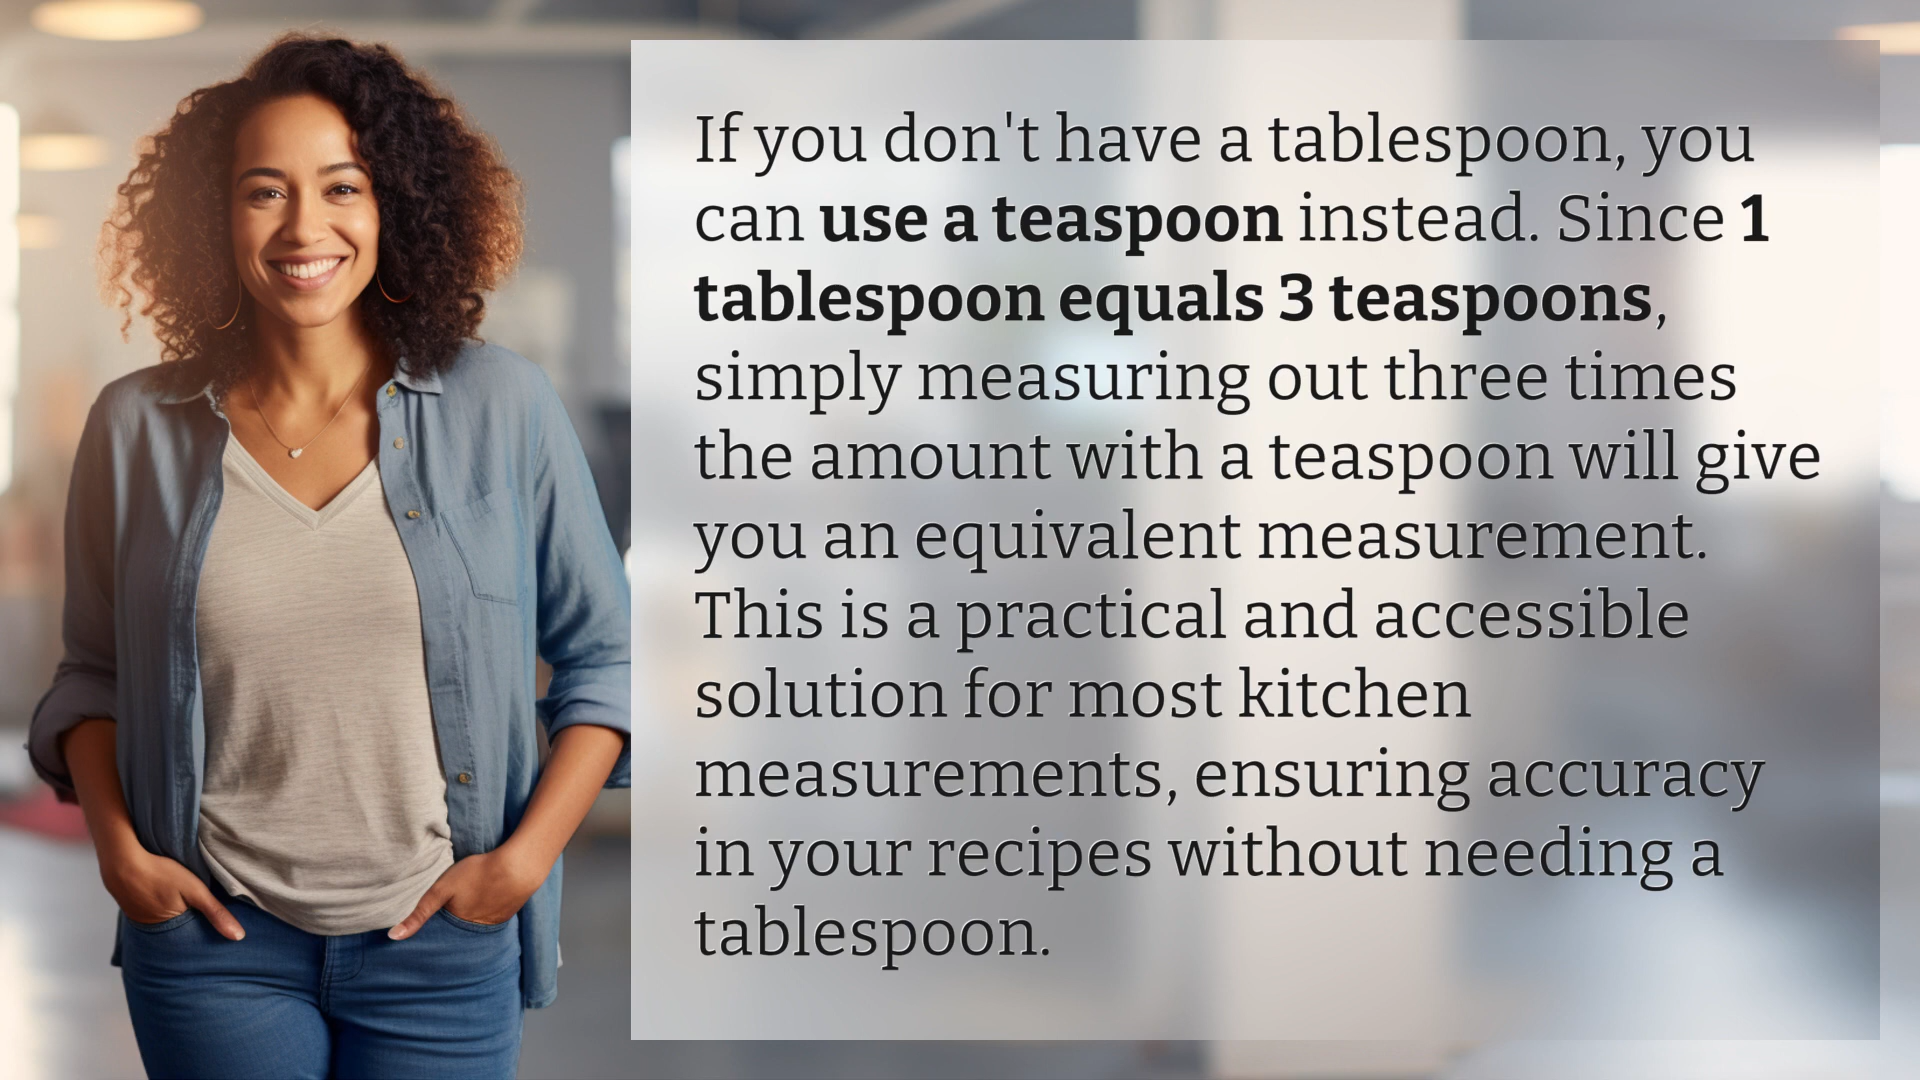 If you don't have a tablespoon, you
can use a teaspoon instead. Since 1
tablespoon equals 3 teaspoons,
simply measuring out three times
the amount with a teaspoon will give
you an equivalent measurement.
This is a practical and accessible
solution for most kitchen
measurements, ensuring accuracy
in your recipes without needing a
tablespoon.